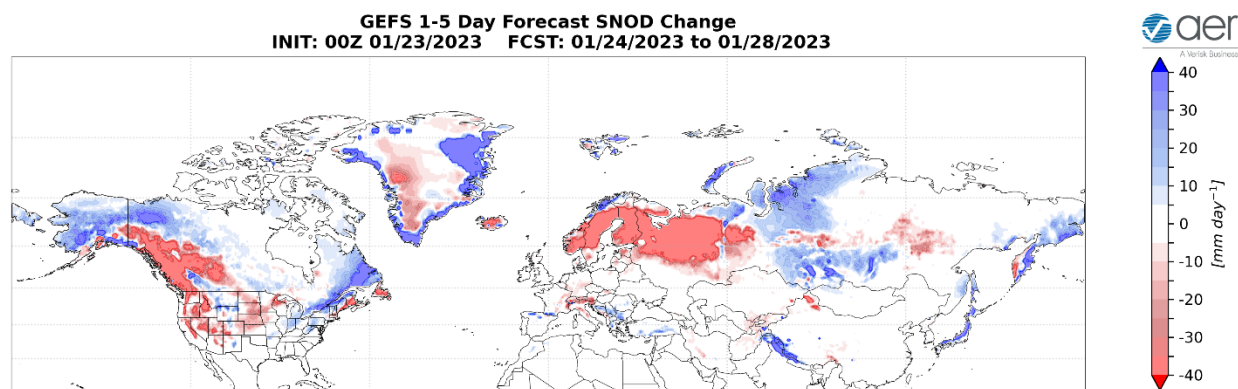 GEFS 1-5 Day Forecast SNOD Change
INIT: 00Z 01/23/2023 FCST: 01/24/2023 to 01/28/2023
aer
A Verisk Business
40
30
20
10
0
-10
-20
-30
-40
[mm day⁻¹]